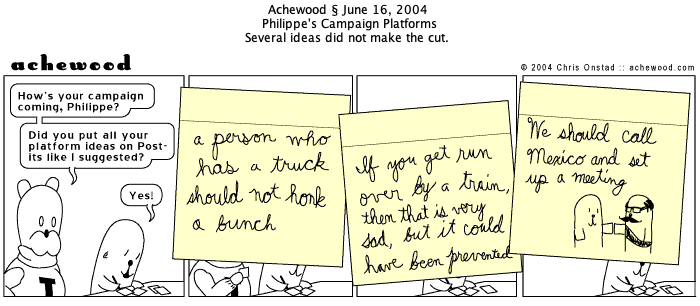 Achewood § June 16, 2004
Philippe's Campaign Platforms
Several ideas did not make the cut.
achewood
© 2004 Chris Onstad :: achewood.com
How's your campaign
coming, Philippe?
Did you put all your
platform ideas on Post-
its like I suggested?
Yes!
T
a person who
has a truck
should not honk
a bunch
If you get run
over by a train,
then that is very
sad, but it could
have been prevented
We should call
Mexico and set
up a meeting